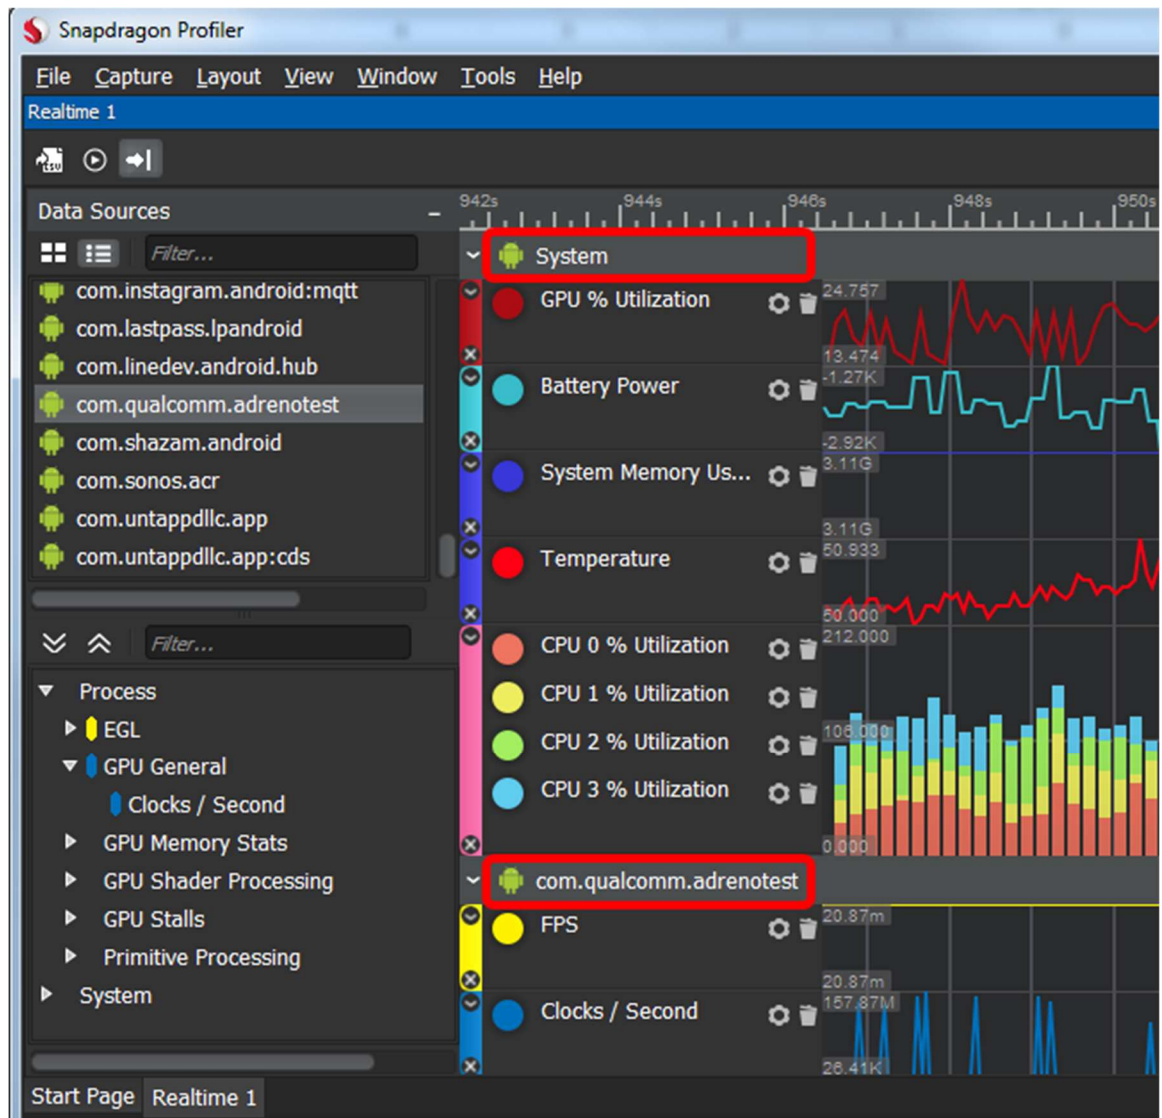 Snapdragon Profiler
File Capture Layout View Window Tools Help
Realtime 1
CSV
Data Sources
Filter...
com.instagram.android:mqtt
com.lastpass.lpandroid
com.linedev.android.hub
com.qualcomm.adrenotest
com.shazam.android
com.sonos.acr
com.untappdllc.app
com.untappdllc.app:cds
Filter...
Process
EGL
GPU General
Clocks / Second
GPU Memory Stats
GPU Shader Processing
GPU Stalls
Primitive Processing
System
942s 944s 946s 948s 950s
System
GPU % Utilization
24.757
13.474
Battery Power
-1.27K
-2.92K
System Memory Us...
3.11G
3.11G
Temperature
50.933
50.000
CPU 0 % Utilization
212.000
CPU 1 % Utilization
CPU 2 % Utilization
106.000
CPU 3 % Utilization
0.000
com.qualcomm.adrenotest
FPS
20.87m
20.87m
Clocks / Second
157.87M
26.41K
Start Page Realtime 1